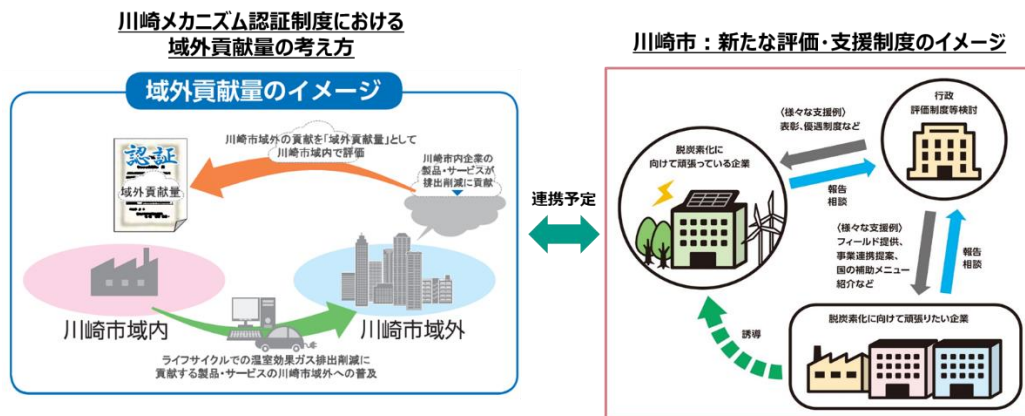 川崎メカニズム認証制度における
域外貢献量の考え方
域外貢献量のイメージ
川崎市域外の貢献を「域外貢献量」として
川崎市域内で評価
認証
域外貢献量
川崎市内企業の
製品・サービスが
排出削減に貢献
川崎市域内
川崎市域外
ライフサイクルでの温室効果ガス排出削減に
貢献する製品・サービスの川崎市域外への普及
連携予定
川崎市：新たな評価・支援制度のイメージ
行政
評価制度等検討
〈様々な支援例〉
表彰、優遇制度など
脱炭素化に
向けて頑張っている企業
報告
相談
〈様々な支援例〉
フィールド提供、
事業連携提案、
国の補助メニュー
紹介など
報告
相談
誘導
脱炭素化に向けて頑張りたい企業